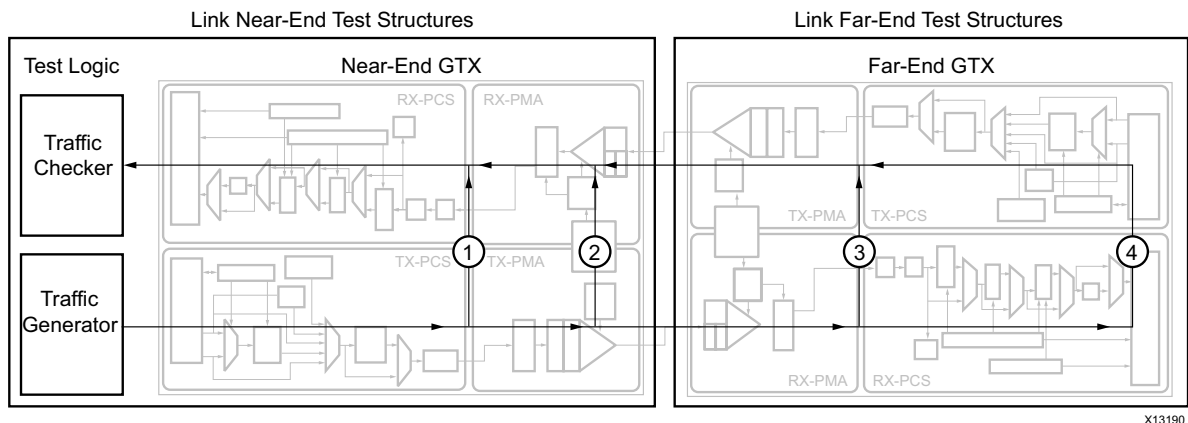 Link Near-End Test Structures
Link Far-End Test Structures
Test Logic
Near-End GTX
Far-End GTX
RX-PCS
RX-PMA
TX-PMA
TX-PCS
Traffic
Checker
1
2
3
4
Traffic
Generator
TX-PCS
TX-PMA
RX-PMA
RX-PCS
X13190